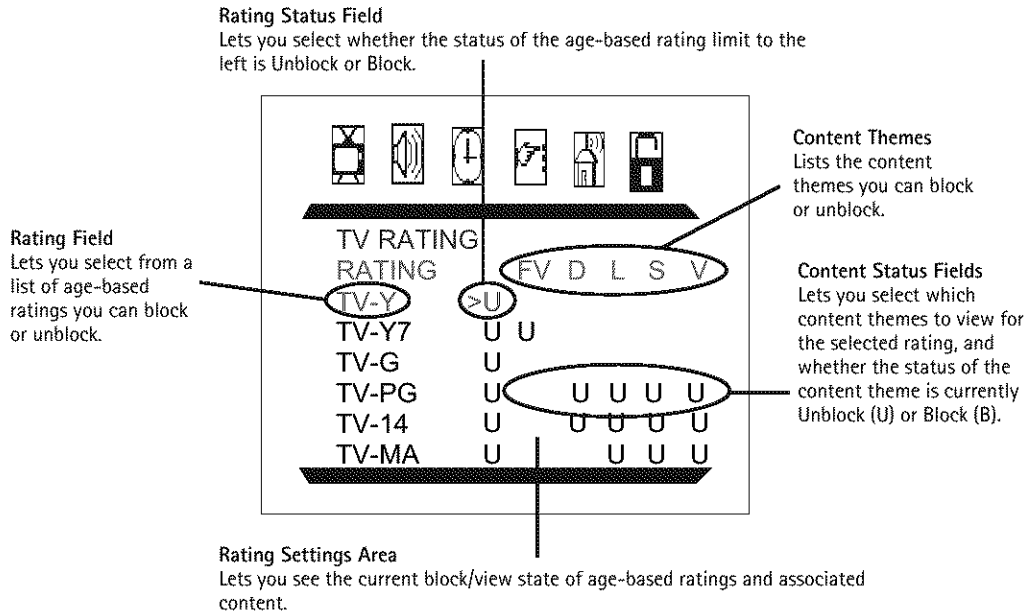 Rating Status Field
Lets you select whether the status of the age-based rating limit to the
left is Unblock or Block.
Content Themes
Lists the content
themes you can block
or unblock.
Rating Field
Lets you select from a
list of age-based
ratings you can block
or unblock.
Content Status Fields
Lets you select which
content themes to view for
the selected rating, and
whether the status of the
content theme is currently
Unblock (U) or Block (B).
TV RATING
RATING FV D L S V
TV-Y >U
TV-Y7 U U
TV-G U
TV-PG U U U U U
TV-14 U U U U U
TV-MA U U U U
Rating Settings Area
Lets you see the current block/view state of age-based ratings and associated
content.